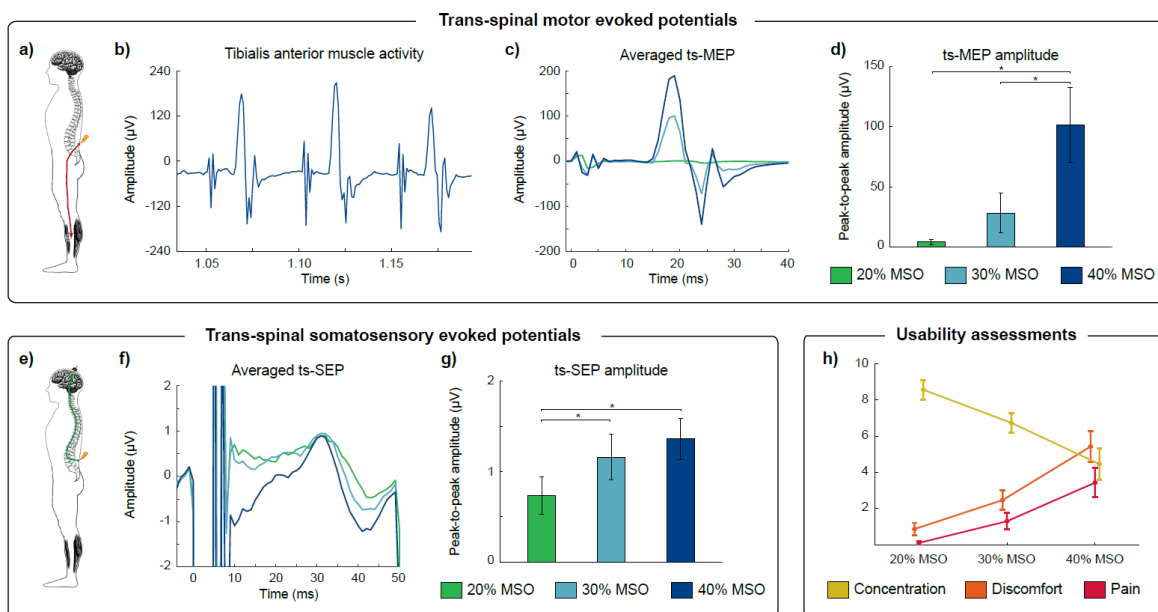 Trans-spinal motor evoked potentials
a)
b)
Tibialis anterior muscle activity
Amplitude (µV)
240
120
0
-120
-240
1.05
1.10
1.15
Time (s)
c)
Averaged ts-MEP
Amplitude (µV)
200
100
0
-100
-200
0
10
20
30
40
Time (ms)
d)
ts-MEP amplitude
Peak-to-peak amplitude (µV)
150
100
50
0
*
*
20% MSO
30% MSO
40% MSO
Trans-spinal somatosensory evoked potentials
e)
f)
Averaged ts-SEP
Amplitude (µV)
2
1
0
-1
-2
0
10
20
30
40
50
Time (ms)
g)
ts-SEP amplitude
Peak-to-peak amplitude (µV)
2
1
0
*
*
20% MSO
30% MSO
40% MSO
Usability assessments
h)
10
8
6
4
2
20% MSO
30% MSO
40% MSO
Concentration
Discomfort
Pain